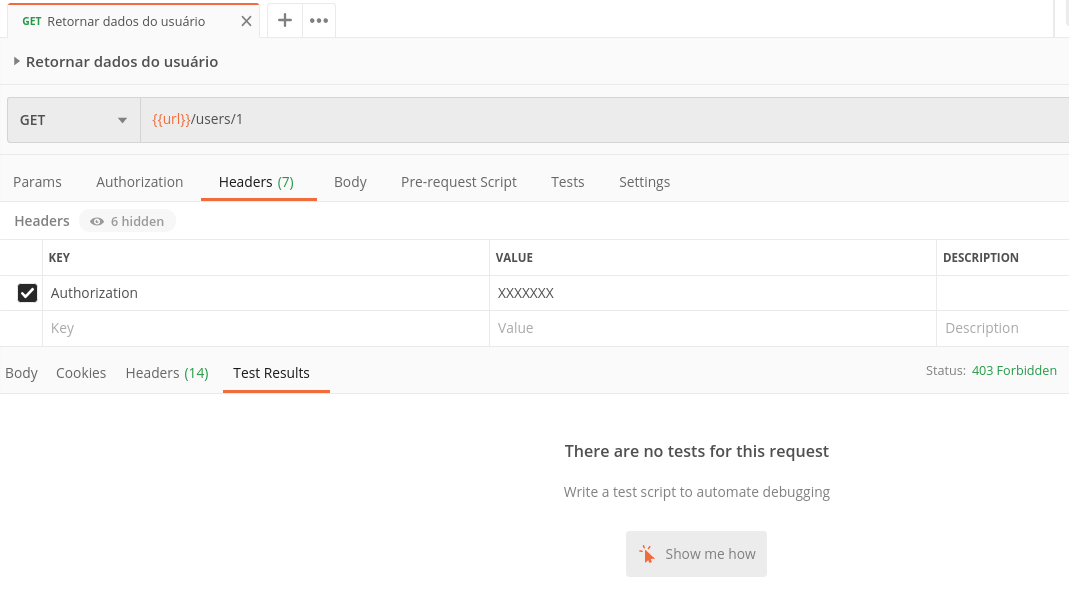 GET Retornar dados do usuário
Retornar dados do usuário
GET {{url}}/users/1
Params Authorization Headers (7) Body Pre-request Script Tests Settings
Headers 6 hidden
KEY VALUE DESCRIPTION
Authorization XXXXXXX
Key Value Description
Body Cookies Headers (14) Test Results Status: 403 Forbidden
There are no tests for this request
Write a test script to automate debugging
Show me how